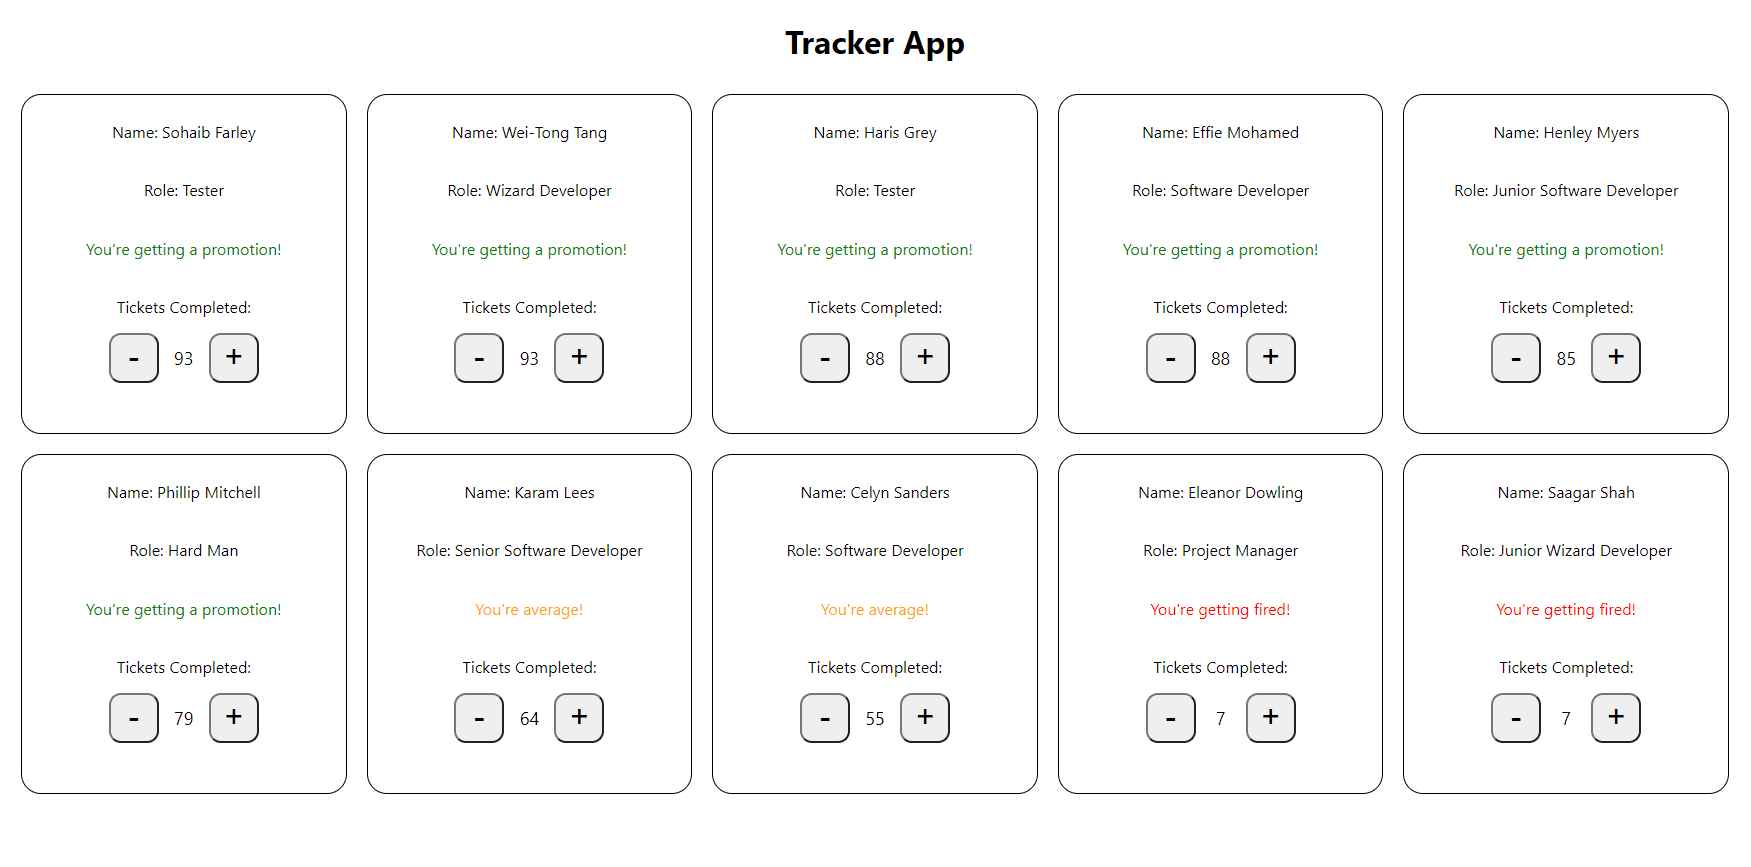 Tracker App
Name: Sohaib Farley
Role: Tester
You're getting a promotion!
Tickets Completed:
- 93 +
Name: Wei-Tong Tang
Role: Wizard Developer
You're getting a promotion!
Tickets Completed:
- 93 +
Name: Haris Grey
Role: Tester
You're getting a promotion!
Tickets Completed:
- 88 +
Name: Effie Mohamed
Role: Software Developer
You're getting a promotion!
Tickets Completed:
- 88 +
Name: Henley Myers
Role: Junior Software Developer
You're getting a promotion!
Tickets Completed:
- 85 +
Name: Phillip Mitchell
Role: Hard Man
You're getting a promotion!
Tickets Completed:
- 79 +
Name: Karam Lees
Role: Senior Software Developer
You're average!
Tickets Completed:
- 64 +
Name: Celyn Sanders
Role: Software Developer
You're average!
Tickets Completed:
- 55 +
Name: Eleanor Dowling
Role: Project Manager
You're getting fired!
Tickets Completed:
- 7 +
Name: Saagar Shah
Role: Junior Wizard Developer
You're getting fired!
Tickets Completed:
- 7 +